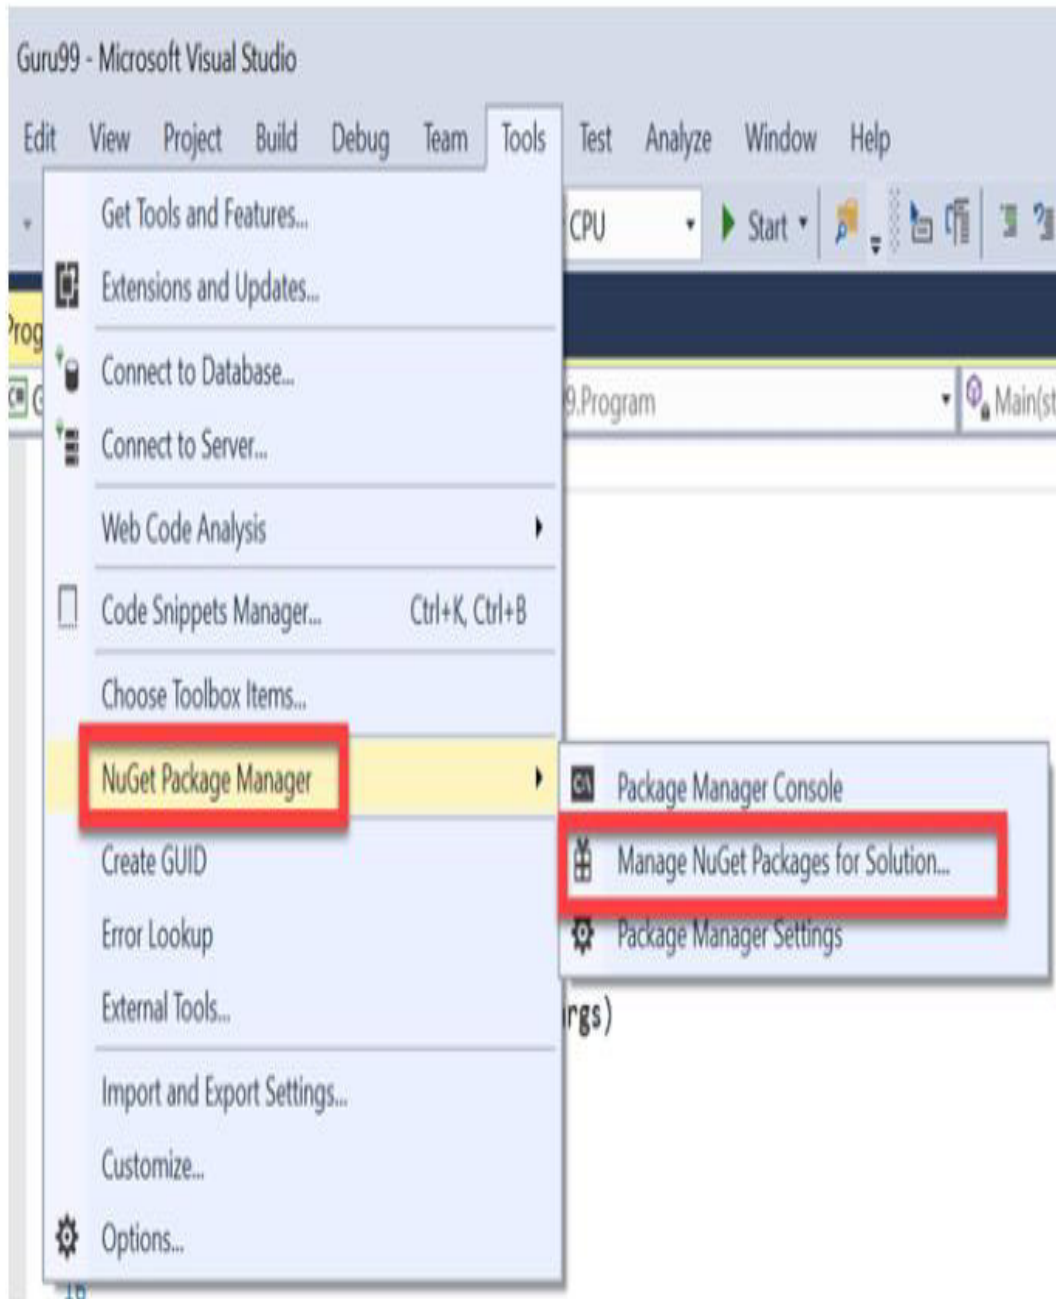 Guru99 - Microsoft Visual Studio
Edit View Project Build Debug Team Tools Test Analyze Window Help
CPU Start
Get Tools and Features...
Extensions and Updates...
Connect to Database...
Connect to Server...
Web Code Analysis
Code Snippets Manager... Ctrl+K, Ctrl+B
Choose Toolbox Items...
NuGet Package Manager
Create GUID
Error Lookup
External Tools...
Import and Export Settings...
Customize...
Options...
Package Manager Console
Manage NuGet Packages for Solution...
Package Manager Settings
Prog
9.Program
Main(st
rgs)
16